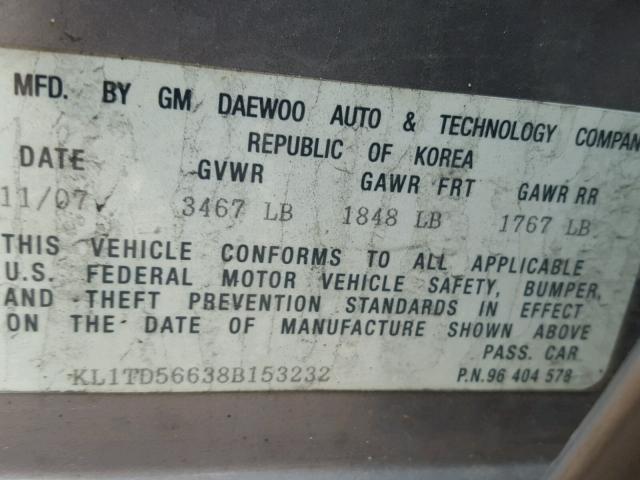 MFD. BY GM DAEWOO AUTO & TECHNOLOGY COMPAN
REPUBLIC OF KOREA
DATE GVWR GAWR FRT GAWR RR
11/07 3467 LB 1848 LB 1767 LB
THIS VEHICLE CONFORMS TO ALL APPLICABLE
U.S. FEDERAL MOTOR VEHICLE SAFETY, BUMPER,
AND THEFT PREVENTION STANDARDS IN EFFECT
ON THE DATE OF MANUFACTURE SHOWN ABOVE
PASS. CAR
KL1TD56638B153232 P.N. 96 404 578